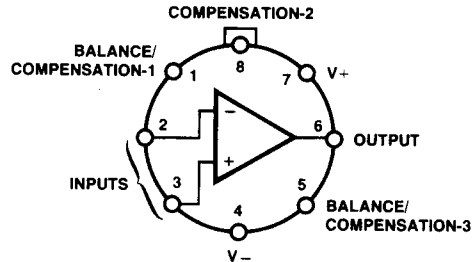 COMPENSATION-2
BALANCE/
COMPENSATION-1
8
1
7
V+
2
−
6
OUTPUT
+
INPUTS
3
5
BALANCE/
COMPENSATION-3
4
V−